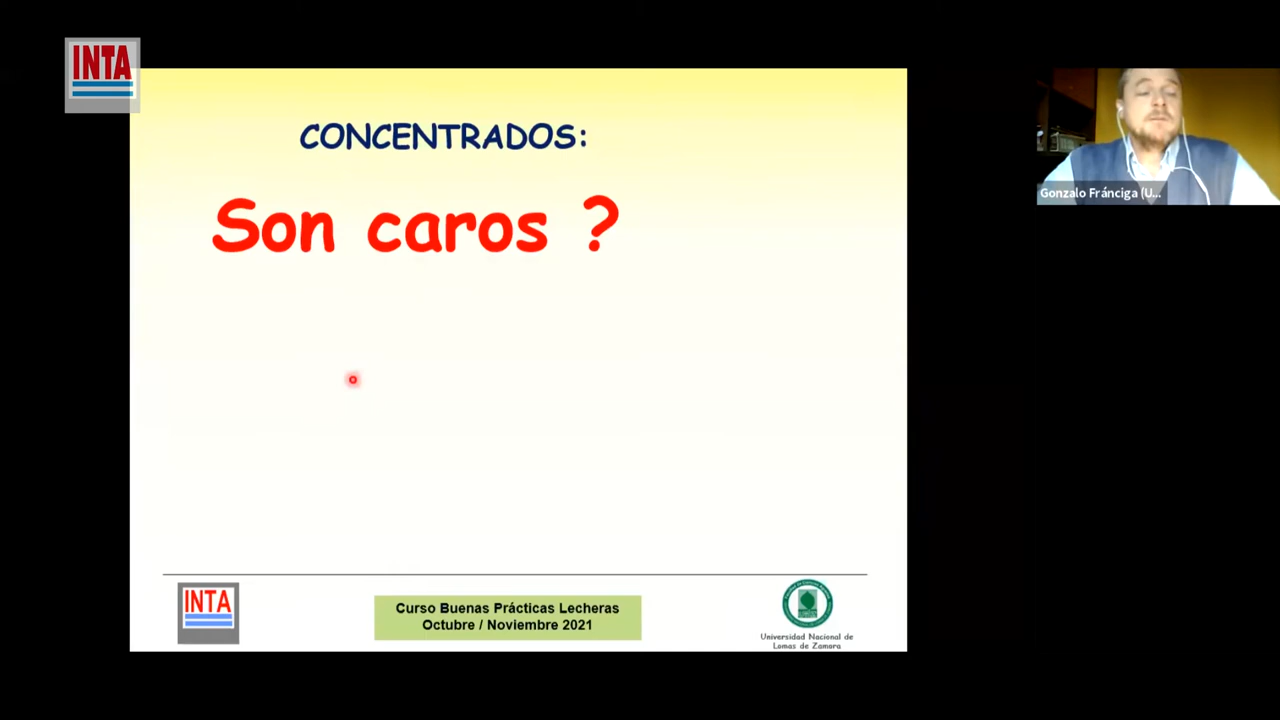 INTA
CONCENTRADOS:
Son caros ?
Gonzalo Fránciga (U...
INTA
Curso Buenas Prácticas Lecheras
Octubre / Noviembre 2021
Universidad Nacional de
Lomas de Zamora